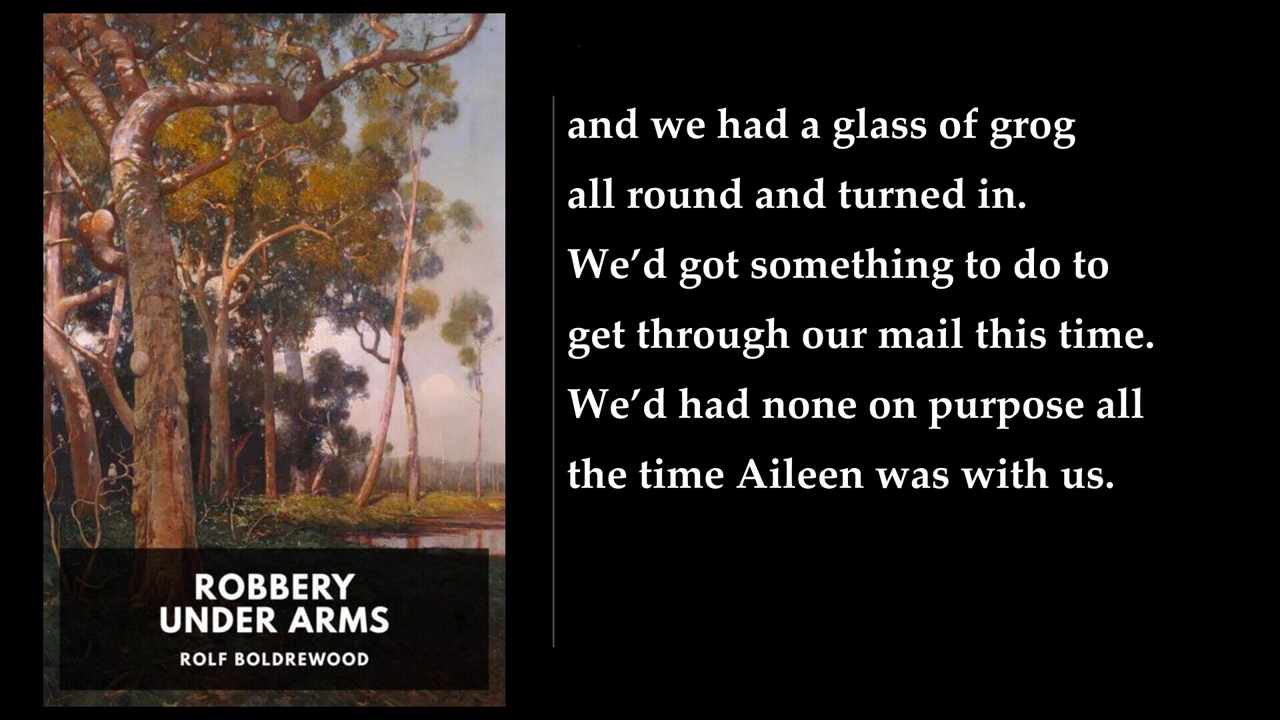 ROBBERY
UNDER ARMS
ROLF BOLDREWOOD
and we had a glass of grog
all round and turned in.
We’d got something to do to
get through our mail this time.
We’d had none on purpose all
the time Aileen was with us.